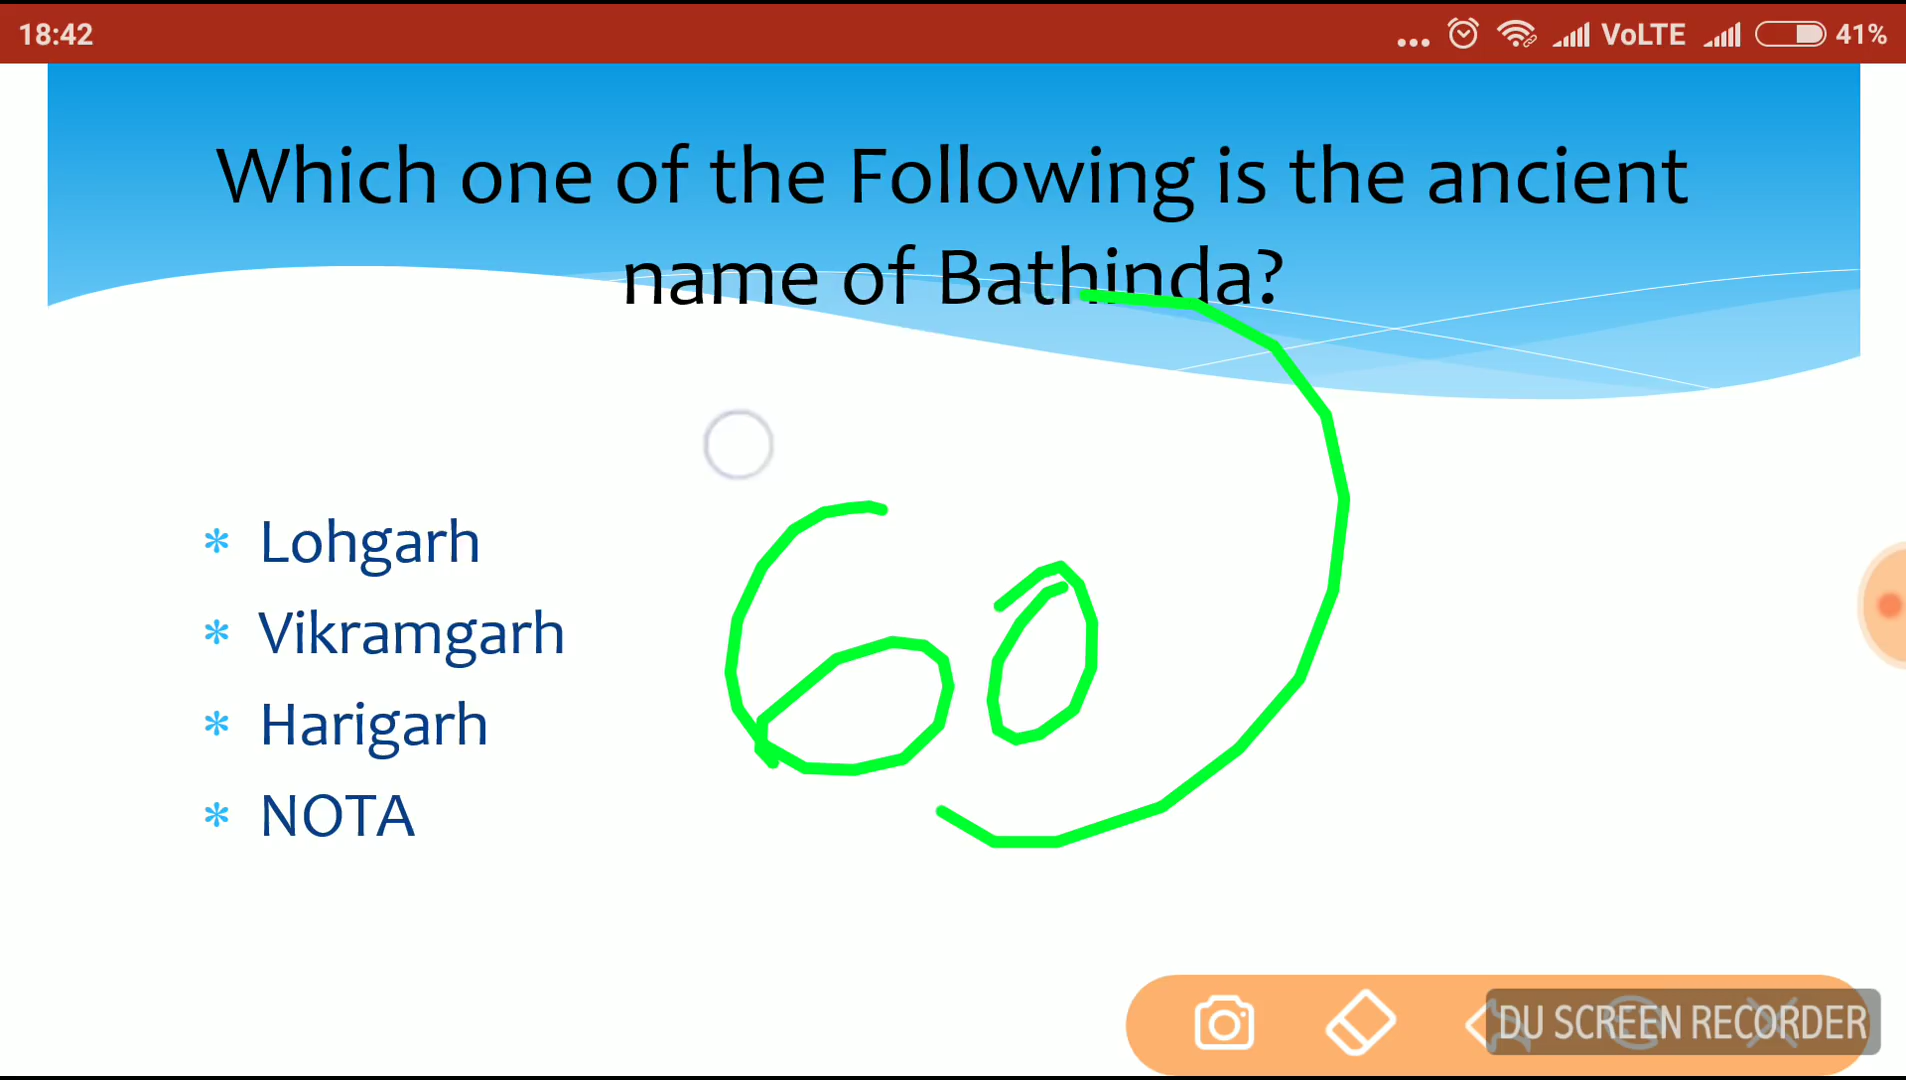 18:42 ... VoLTE 41%
Which one of the Following is the ancient
name of Bathinda?
* Lohgarh
* Vikramgarh
* Harigarh
* NOTA
60
DU SCREEN RECORDER